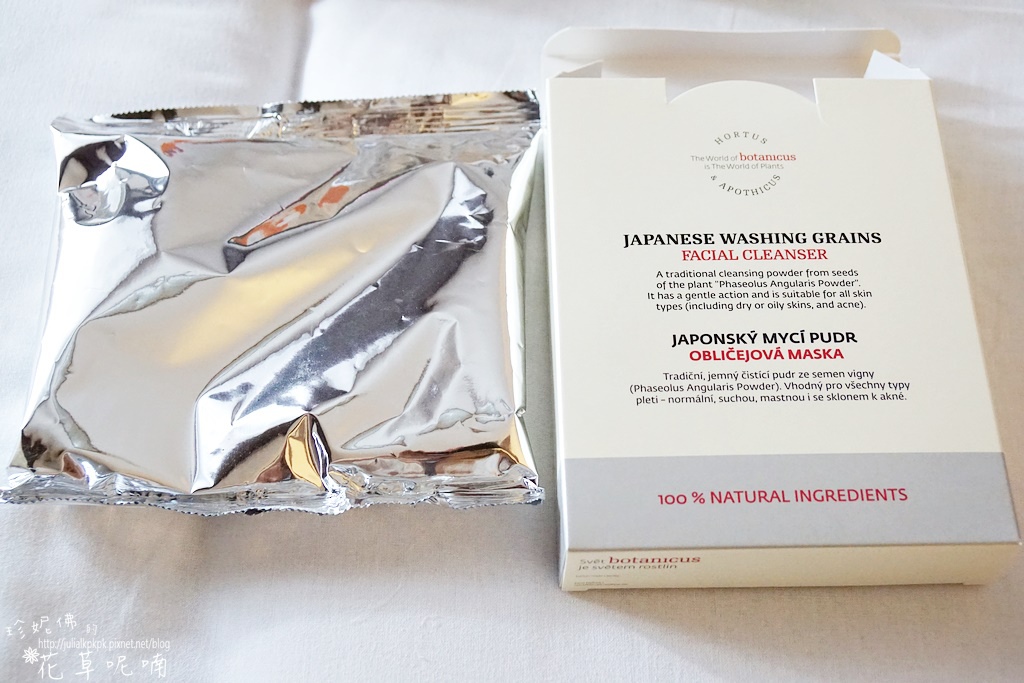 HORTUS
The World of botanicus
is The World of Plants
& APOTHICUS
JAPANESE WASHING GRAINS
FACIAL CLEANSER
A traditional cleansing powder from seeds
of the plant "Phaseolus Angularis Powder".
It has a gentle action and is suitable for all skin
types (including dry or oily skins, and acne).
JAPONSKÝ MYCÍ PUDR
OBLIČEJOVÁ MASKA
Tradiční, jemný čistící pudr ze semen vigny
(Phaseolus Angularis Powder). Vhodný pro všechny typy
pleti – normální, suchou, mastnou i se sklonem k akné.
100 % NATURAL INGREDIENTS
Svět botanicus
je světem rostlin
珍妮佛的
http://julialkpkpk.pixnet.net/blog
花草呢喃